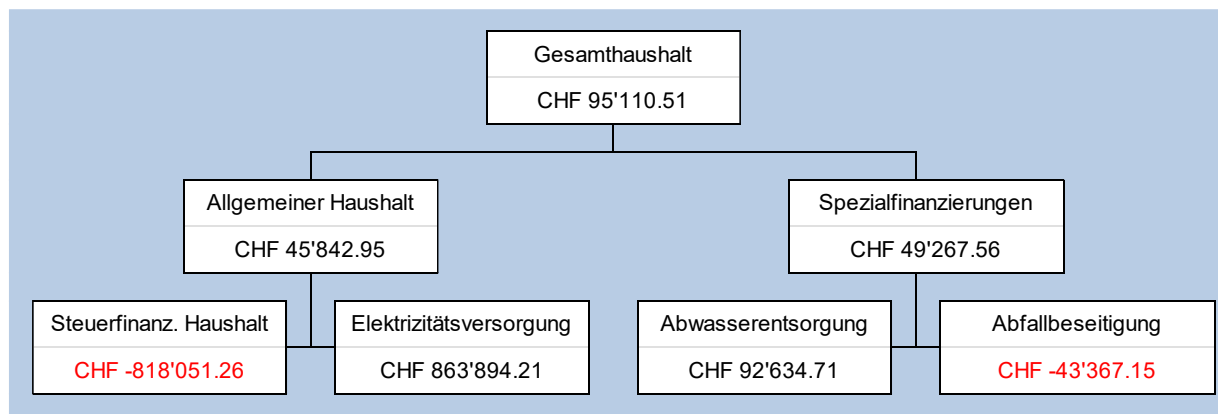 Gesamthaushalt
CHF 95'110.51
Allgemeiner Haushalt
CHF 45'842.95
Spezialfinanzierungen
CHF 49'267.56
Steuerfinanz. Haushalt
CHF -818'051.26
Elektrizitätsversorgung
CHF 863'894.21
Abwasserentsorgung
CHF 92'634.71
Abfallbeseitigung
CHF -43'367.15